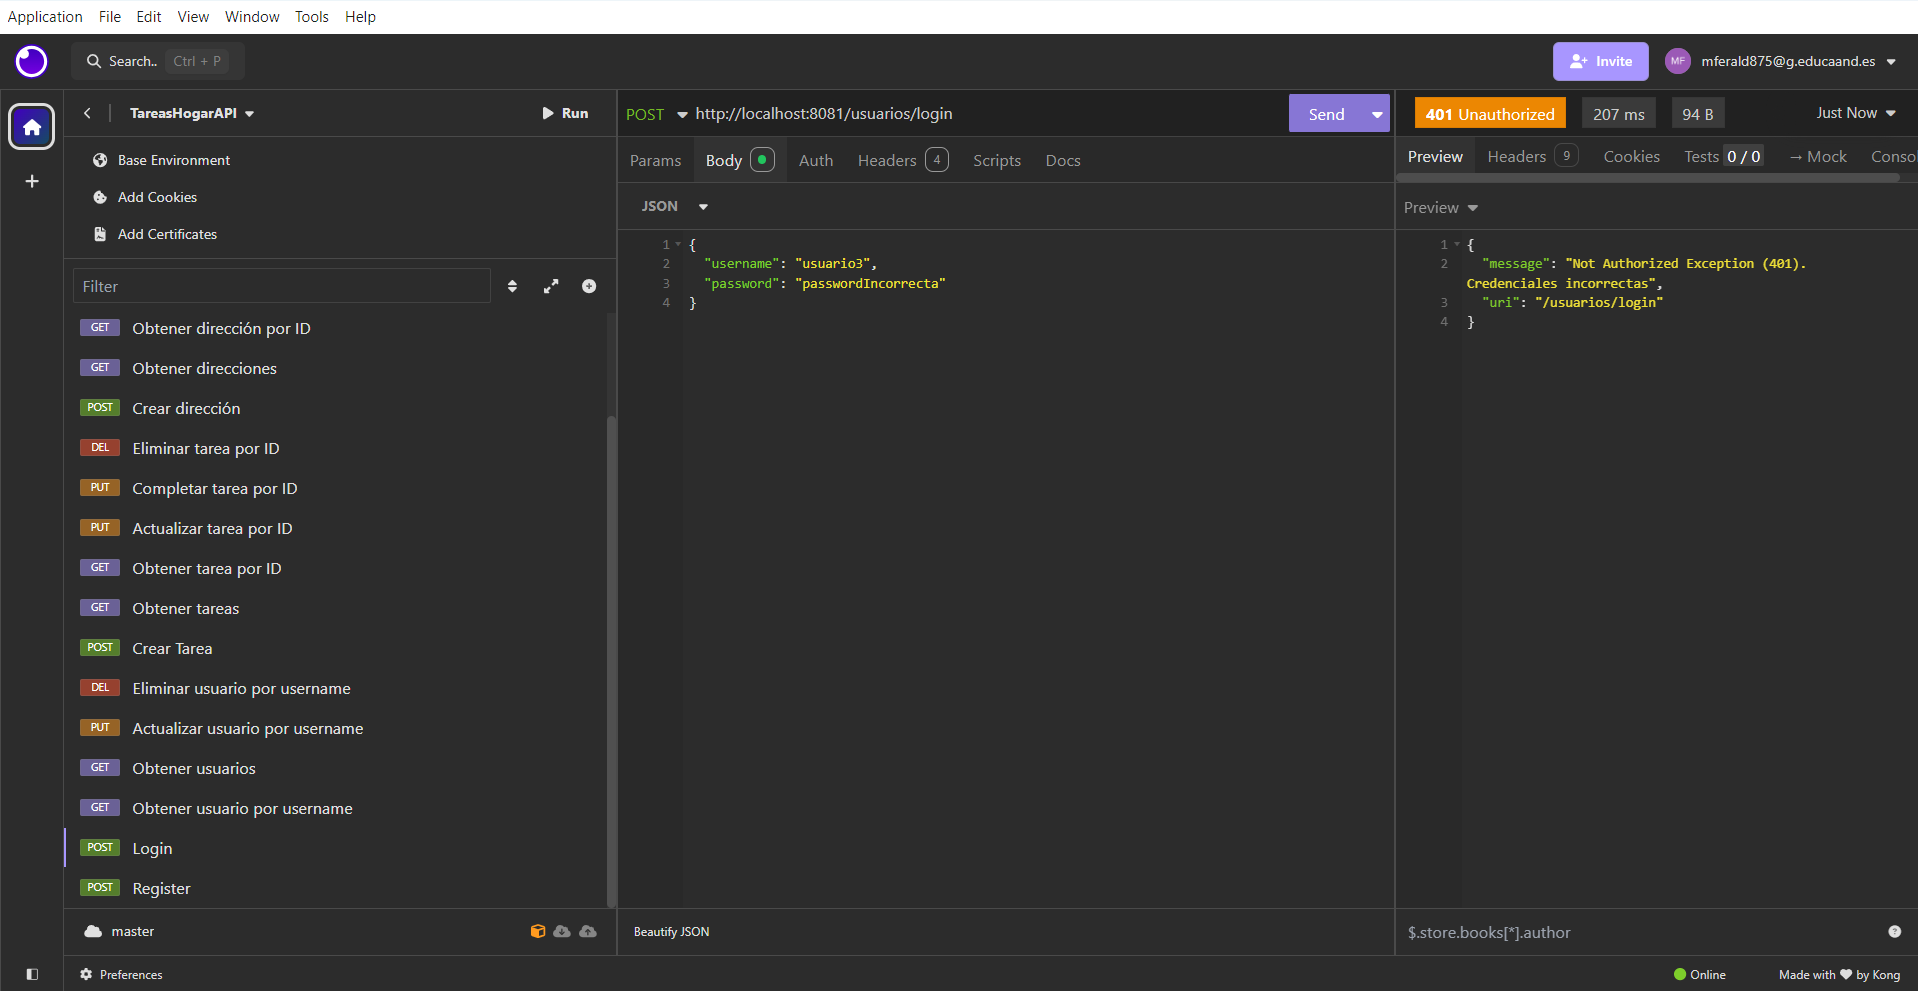 Application File Edit View Window Tools Help
Search.. Ctrl + P
Invite
MF mferald875@g.educaand.es
TareasHogarAPI
Run
Base Environment
Add Cookies
Add Certificates
Filter
GET Obtener dirección por ID
GET Obtener direcciones
POST Crear dirección
DEL Eliminar tarea por ID
PUT Completar tarea por ID
PUT Actualizar tarea por ID
GET Obtener tarea por ID
GET Obtener tareas
POST Crear Tarea
DEL Eliminar usuario por username
PUT Actualizar usuario por username
GET Obtener usuarios
GET Obtener usuario por username
POST Login
POST Register
master
Preferences
POST http://localhost:8081/usuarios/login
Send
Params Body Auth Headers 4 Scripts Docs
JSON
1 {
2 "username": "usuario3",
3 "password": "passwordIncorrecta"
4 }
Beautify JSON
401 Unauthorized 207 ms 94 B Just Now
Preview Headers 9 Cookies Tests 0 / 0 → Mock Conso
Preview
1 {
2 "message": "Not Authorized Exception (401).
Credenciales incorrectas",
3 "uri": "/usuarios/login"
4 }
$.store.books[*].author
?
Online
Made with ❤ by Kong